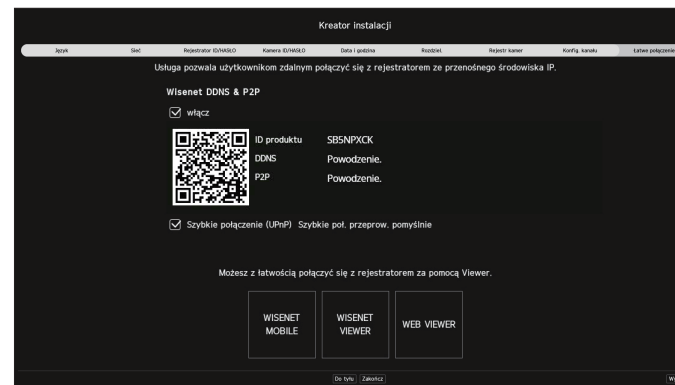 Kreator instalacji
Język Sieć Rejestrator ID/HASŁO Kamera ID/HASŁO Data i godzina Rozdziel. Rejestr kamer Konfig. kanału Łatwe połączenie
Usługa pozwala użytkownikom zdalnym połączyć się z rejestratorem ze przenośnego środowiska IP.
Wisenet DDNS & P2P
włącz
ID produktu SB5NPXCK
DDNS Powodzenie.
P2P Powodzenie.
Szybkie połączenie (UPnP) Szybkie poł. przeprow. pomyślnie
Możesz z łatwością połączyć się z rejestratorem za pomocą Viewer.
WISENET MOBILE
WISENET VIEWER
WEB VIEWER
Do tyłu Zakończ